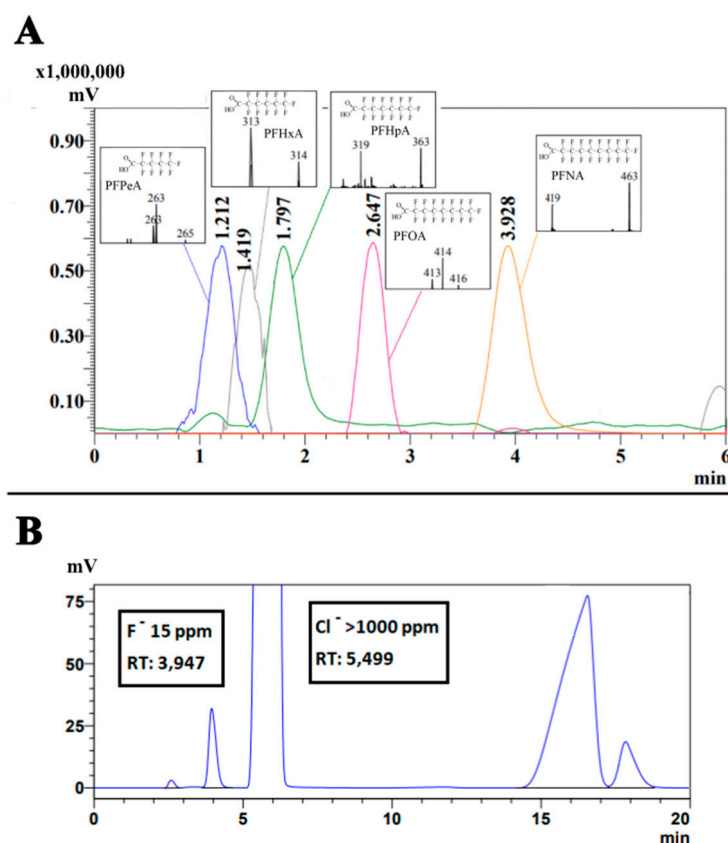 A
x1,000,000
mV
0.90
0.70
0.50
0.30
0.10
0 1 2 3 4 5 6
min
PFPeA
263
263
265
1.212
313
PFHxA
314
1.419
PFHpA
319
363
1.797
PFOA
413
414
416
2.647
PFNA
419
463
3.928
B
mV
75
50
25
0
F⁻ 15 ppm
RT: 3,947
Cl⁻ >1000 ppm
RT: 5,499
0 5 10 15 20
min